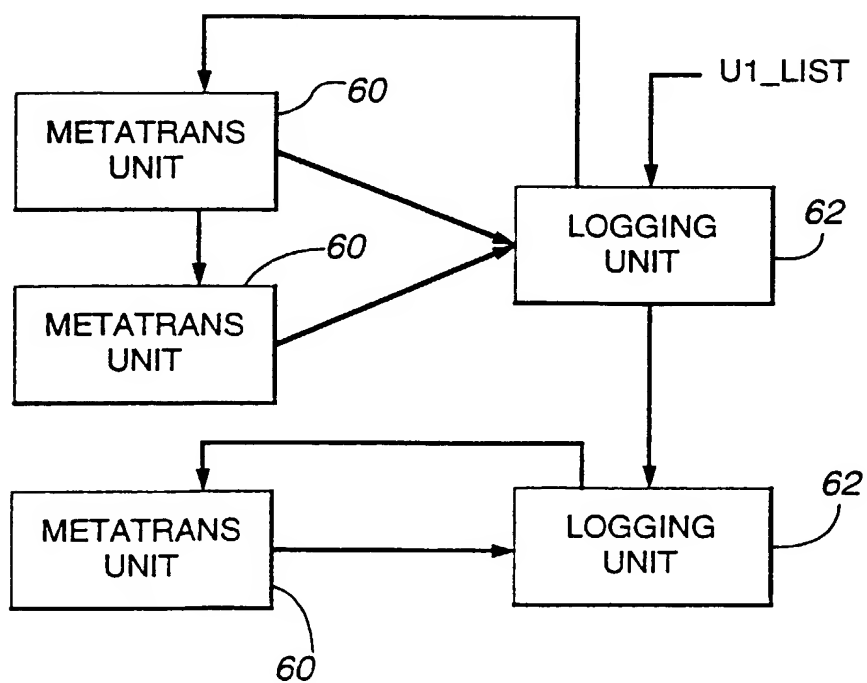 60
U1_LIST
METATRANS
UNIT
LOGGING
UNIT
62
60
METATRANS
UNIT
62
METATRANS
UNIT
LOGGING
UNIT
60